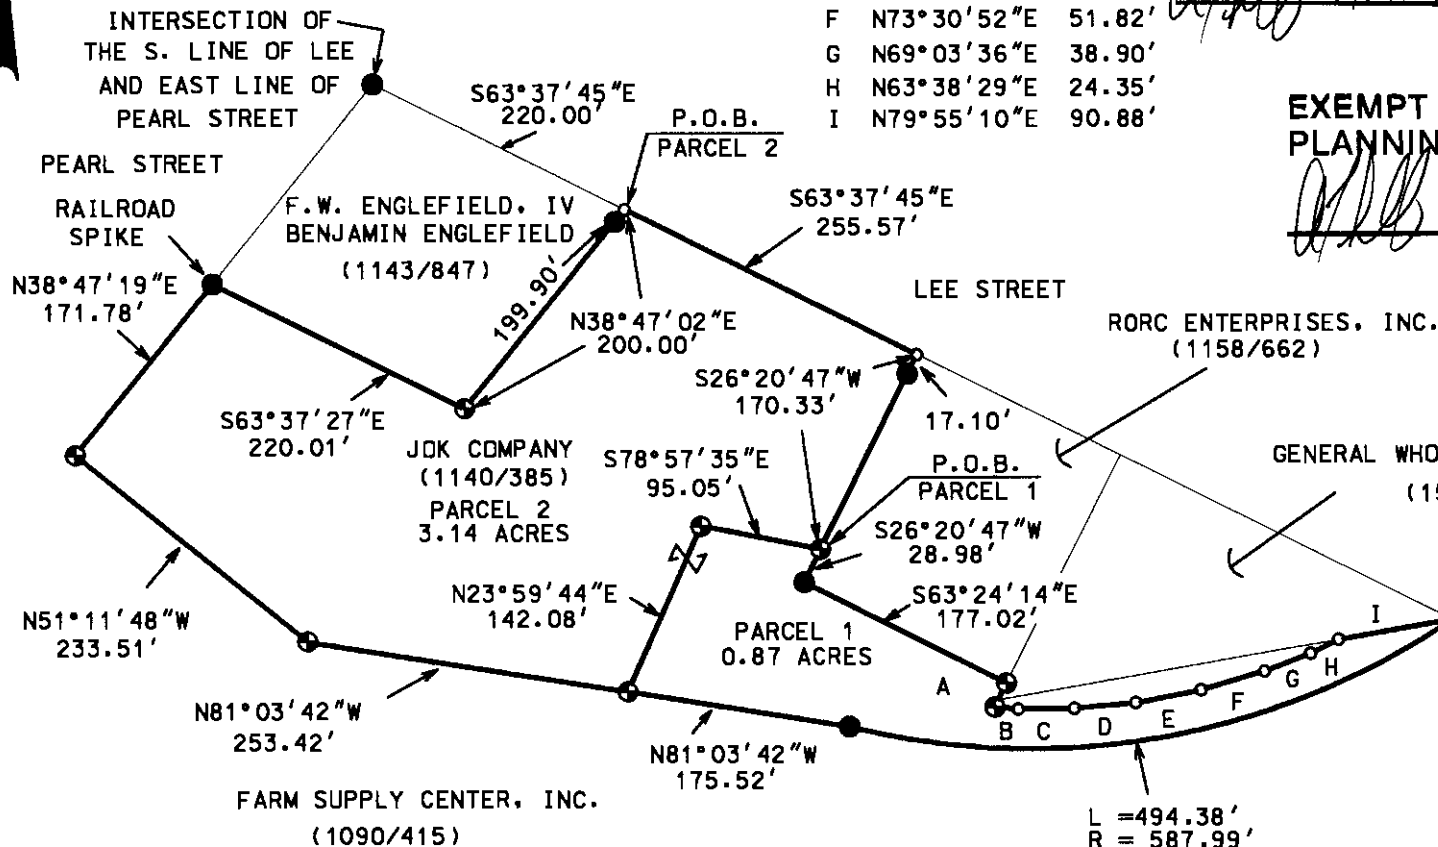 INTERSECTION OF
THE S. LINE OF LEE
AND EAST LINE OF
PEARL STREET
F N73°30'52"E 51.82'
G N69°03'36"E 38.90'
H N63°38'29"E 24.35'
I N79°55'10"E 90.88'
EXEMPT
S63°37'45"E
220.00'
P.O.B.
PARCEL 2
PEARL STREET
RAILROAD
SPIKE
F.W. ENGLEFIELD, IV
BENJAMIN ENGLEFIELD
(1143/847)
S63°37'45"E
255.57'
N38°47'19"E
171.78'
199.90'
N38°47'02"E
200.00'
LEE STREET
RORC ENTERPRISES, INC.
(1158/662)
S26°20'47"W
170.33'
17.10'
S63°37'27"E
220.01'
JDK COMPANY
(1140/385)
PARCEL 2
3.14 ACRES
S78°57'35"E
95.05'
P.O.B.
PARCEL 1
GENERAL
S26°20'47"W
28.98'
N51°11'48"W
233.51'
N23°59'44"E
142.08'
S63°24'14"E
177.02'
PARCEL 1
0.87 ACRES
A
B
C
D
E
F
G
H
I
N81°03'42"W
253.42'
N81°03'42"W
175.52'
FARM SUPPLY CENTER, INC.
(1090/415)
L =494.38'
R = 587.99'